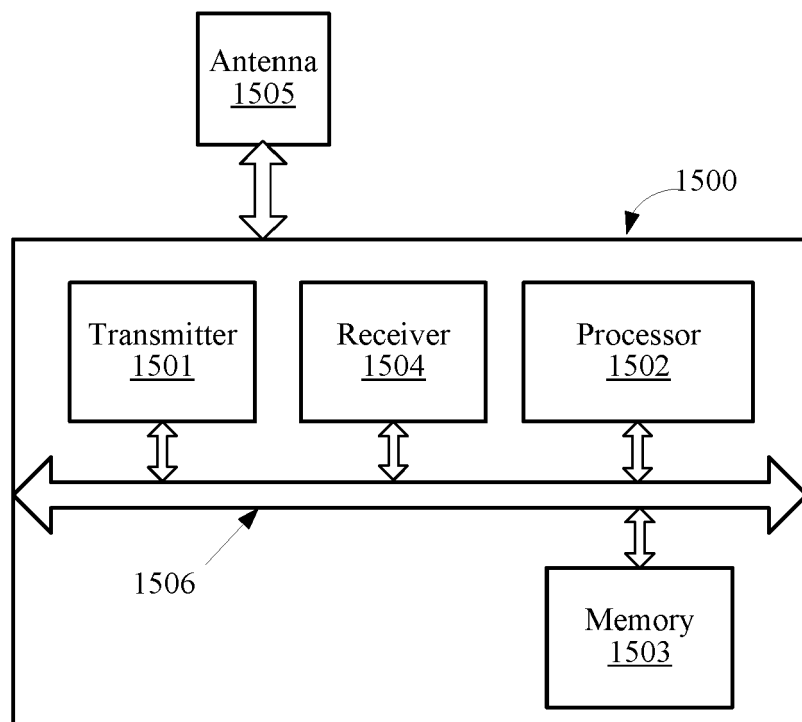 Antenna
1505
1500
Transmitter
1501
Receiver
1504
Processor
1502
1506
Memory
1503